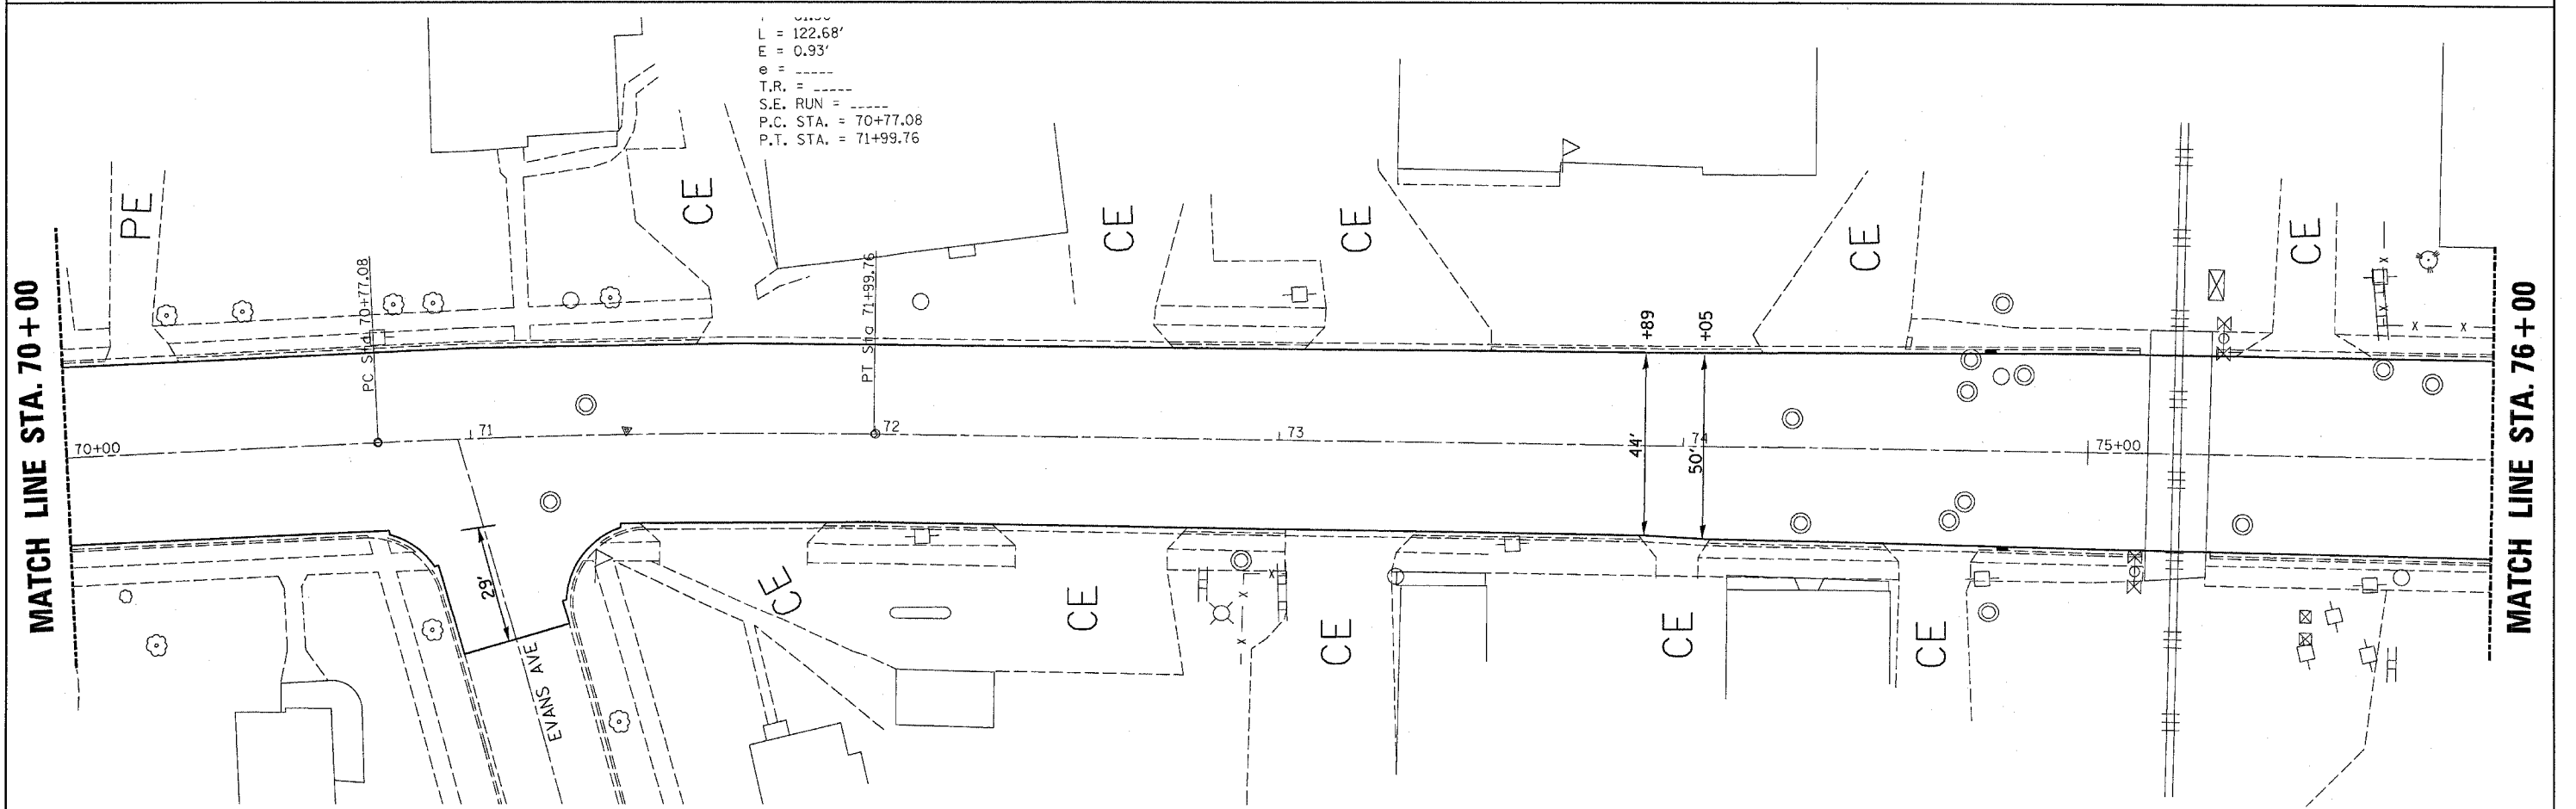 L = 122.68'
E = 0.93'
e = -----
T.R. = -----
S.E. RUN = -----
P.C. STA. = 70+77.08
P.T. STA. = 71+99.76
PE
CE
CE
CE
CE
CE
MATCH LINE STA. 70+00
PC Sta 70+77.08
PT Sta 71+99.76
+89
+05
MATCH LINE STA. 76+00
70+00
71
72
73
74
75+00
44'
50'
29'
EVANS AVE
CE
CE
CE
CE
CE
X
X
X
X
X
X
X
X